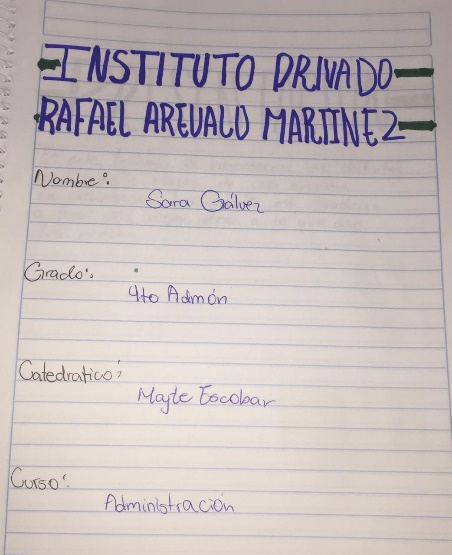 INSTITUTO PRIVADO
RAFAEL AREVALO MARTINEZ
Nombre:
Sara Gálvez
Grado:
4to Admón
Catedratico:
Mayte Escobar
Curso:
Administración